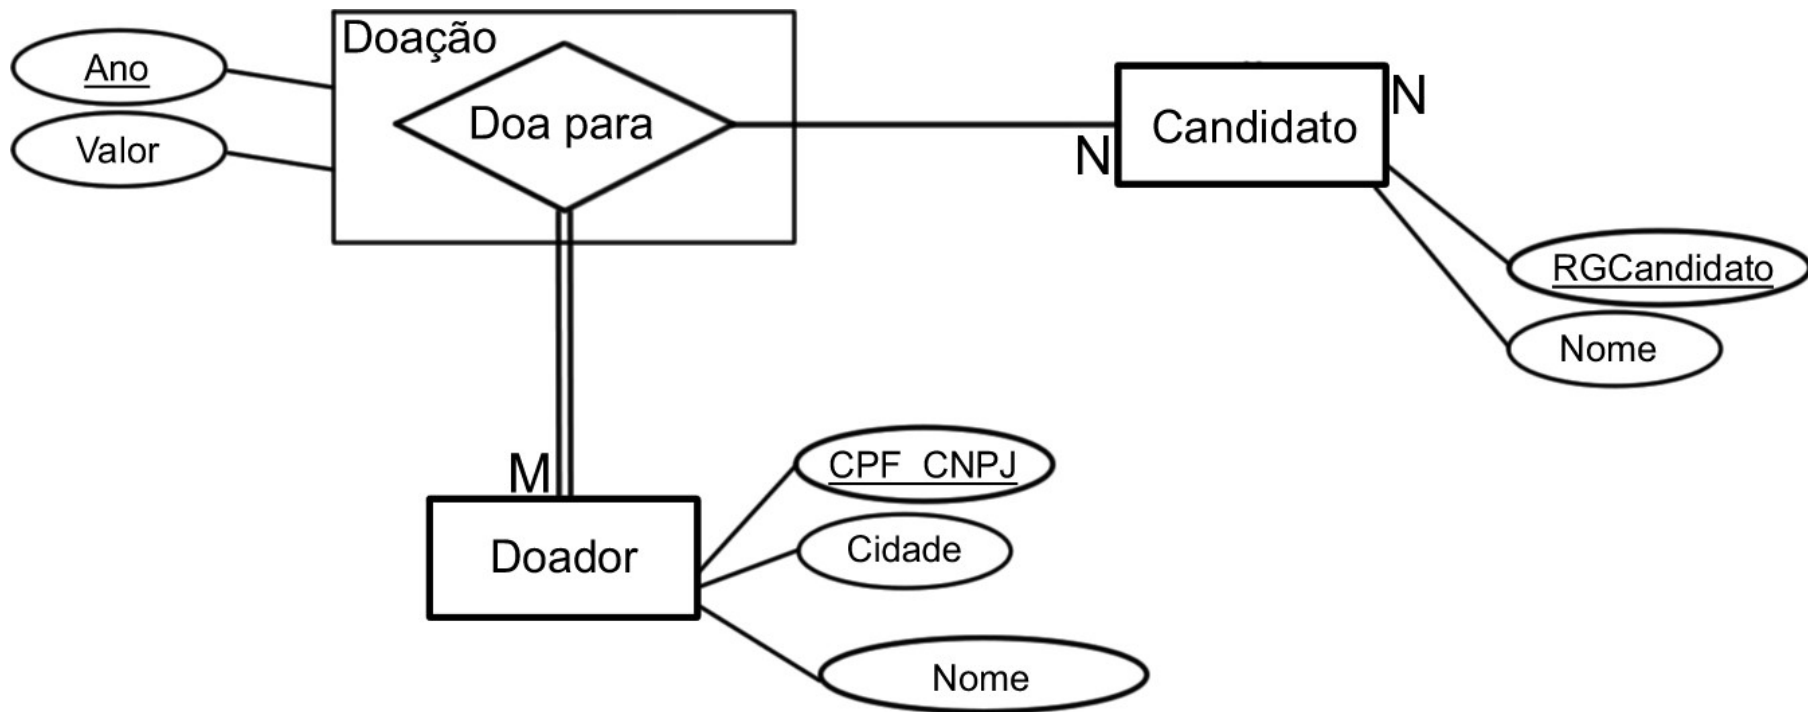 Doação
Ano
Doa para
Valor
Candidato
N
N
RGCandidato
Nome
M
CPF_CNPJ
Doador
Cidade
Nome